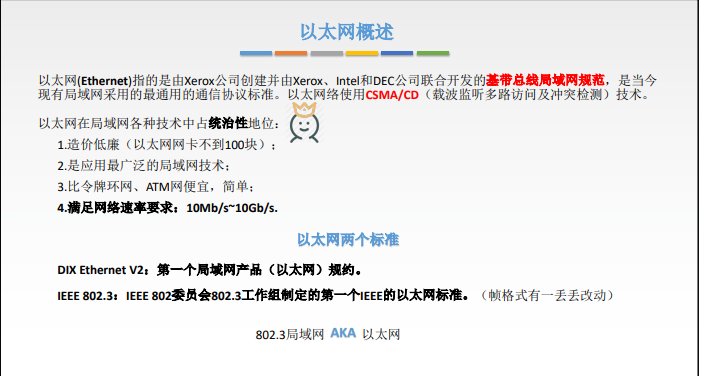 以太网概述
以太网(Ethernet)指的是由Xerox公司创建并由Xerox、Intel和DEC公司联合开发的基带总线局域网规范，是当今
现有局域网采用的最通用的通信协议标准。以太网络使用CSMA/CD（载波监听多路访问及冲突检测）技术。
以太网在局域网各种技术中占统治性地位：
1.造价低廉（以太网网卡不到100块）；
2.是应用最广泛的局域网技术；
3.比令牌环网、ATM网便宜，简单；
4.满足网络速率要求：10Mb/s~10Gb/s.
以太网两个标准
DIX Ethernet V2：第一个局域网产品（以太网）规约。
IEEE 802.3：IEEE 802委员会802.3工作组制定的第一个IEEE的以太网标准。（帧格式有一丢丢改动）
802.3局域网 AKA 以太网